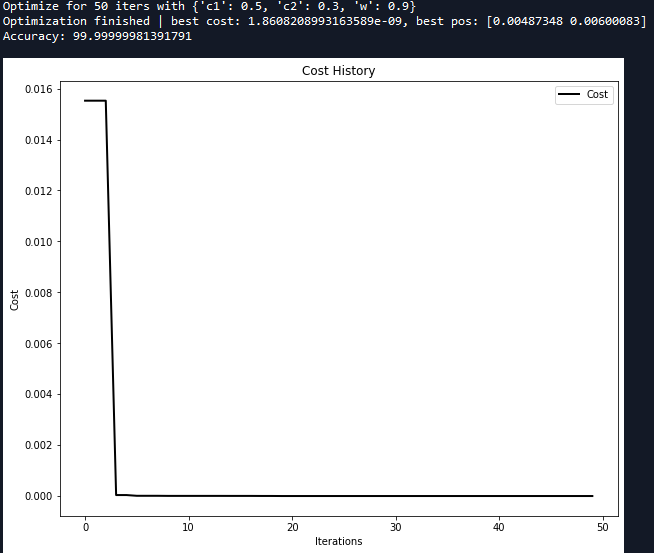 Optimize for 50 iters with {'c1': 0.5, 'c2': 0.3, 'w': 0.9}
Optimization finished | best cost: 1.8608208993163589e-09, best pos: [0.00487348 0.00600083]
Accuracy: 99.99999981391791
Cost History
Cost
0.016
0.014
0.012
0.010
0.008
0.006
0.004
0.002
0.000
Cost
0
10
20
30
40
50
Iterations